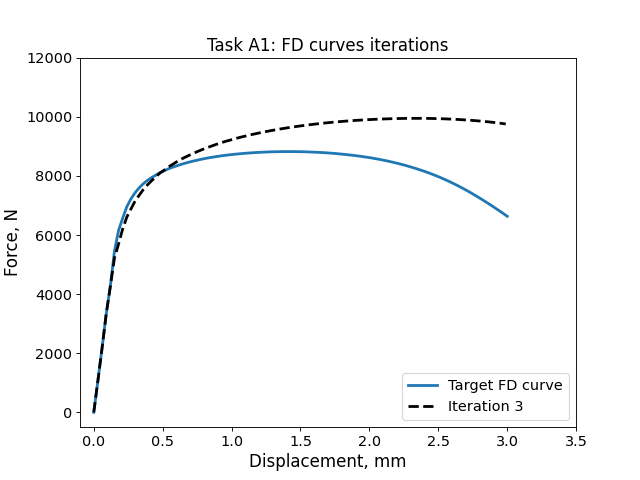 Task A1: FD curves iterations
12000
10000
8000
6000
4000
2000
0
Force, N
0.0 0.5 1.0 1.5 2.0 2.5 3.0 3.5
Displacement, mm
Target FD curve
Iteration 3